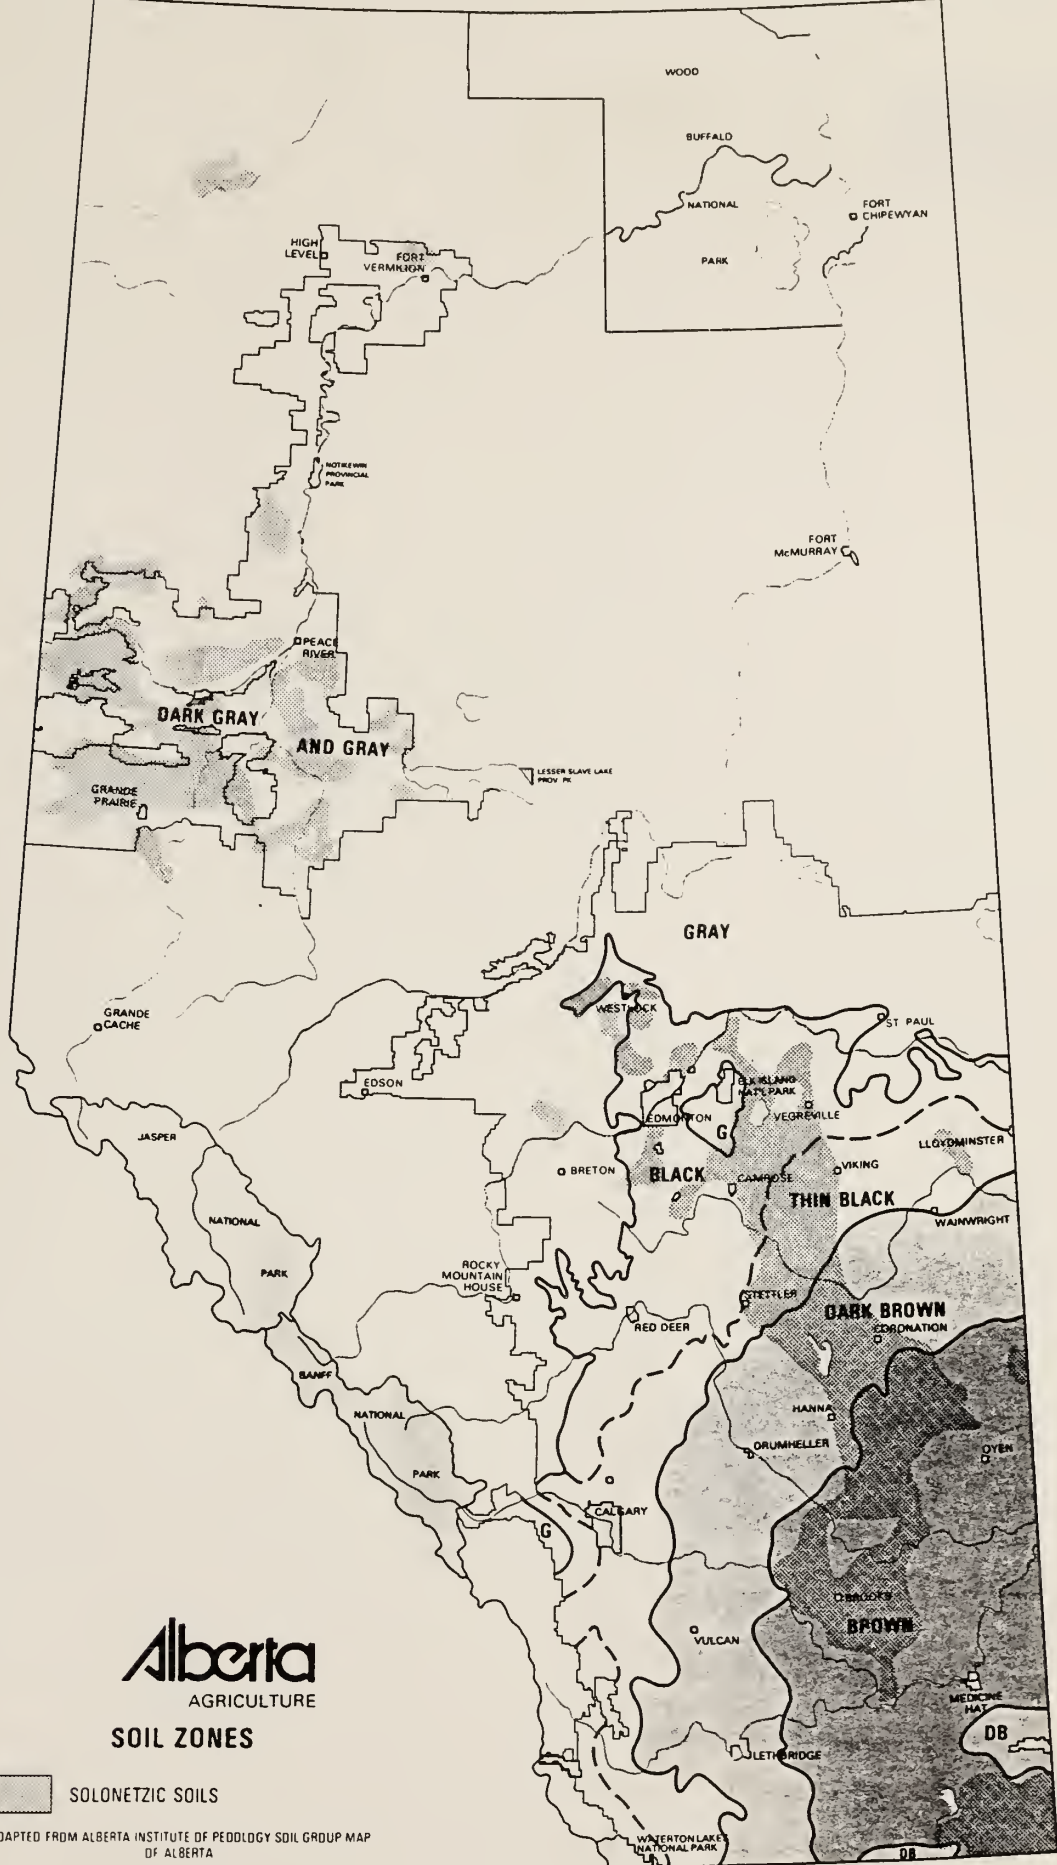 WOOD
BUFFALO
NATIONAL
PARK
FORT
CHIPEWYAN
HIGH
LEVEL
FORT
VERMILION
NOTIKEWIN
PROVINCIAL
PARK
FORT
McMURRAY
PEACE
RIVER
DARK GRAY
AND GRAY
LESSER SLAVE LAKE
PROV PK
GRANDE
PRAIRIE
GRAY
WESTLOCK
GRANDE
CACHE
ST PAUL
EDSON
ELK ISLAND
NAT'L PARK
EDMONTON
G
VEGREVILLE
JASPER
LLOYDMINSTER
BRETON
BLACK
CAMROSE
VIKING
THIN BLACK
NATIONAL
WAINWRIGHT
PARK
ROCKY
MOUNTAIN
HOUSE
STETTLER
DARK BROWN
CORONATION
RED DEER
BANFF
HANNA
NATIONAL
DRUMHELLER
OYEN
PARK
CALGARY
G
BROOKS
BROWN
VULCAN
MEDICINE
HAT
DB
LETHBRIDGE
WATERTON LAKES
NATIONAL PARK
DB
Alberta
AGRICULTURE
SOIL ZONES
SOLONETZIC SOILS
DAPTED FROM ALBERTA INSTITUTE OF PEDOLOGY SOIL GROUP MAP
OF ALBERTA